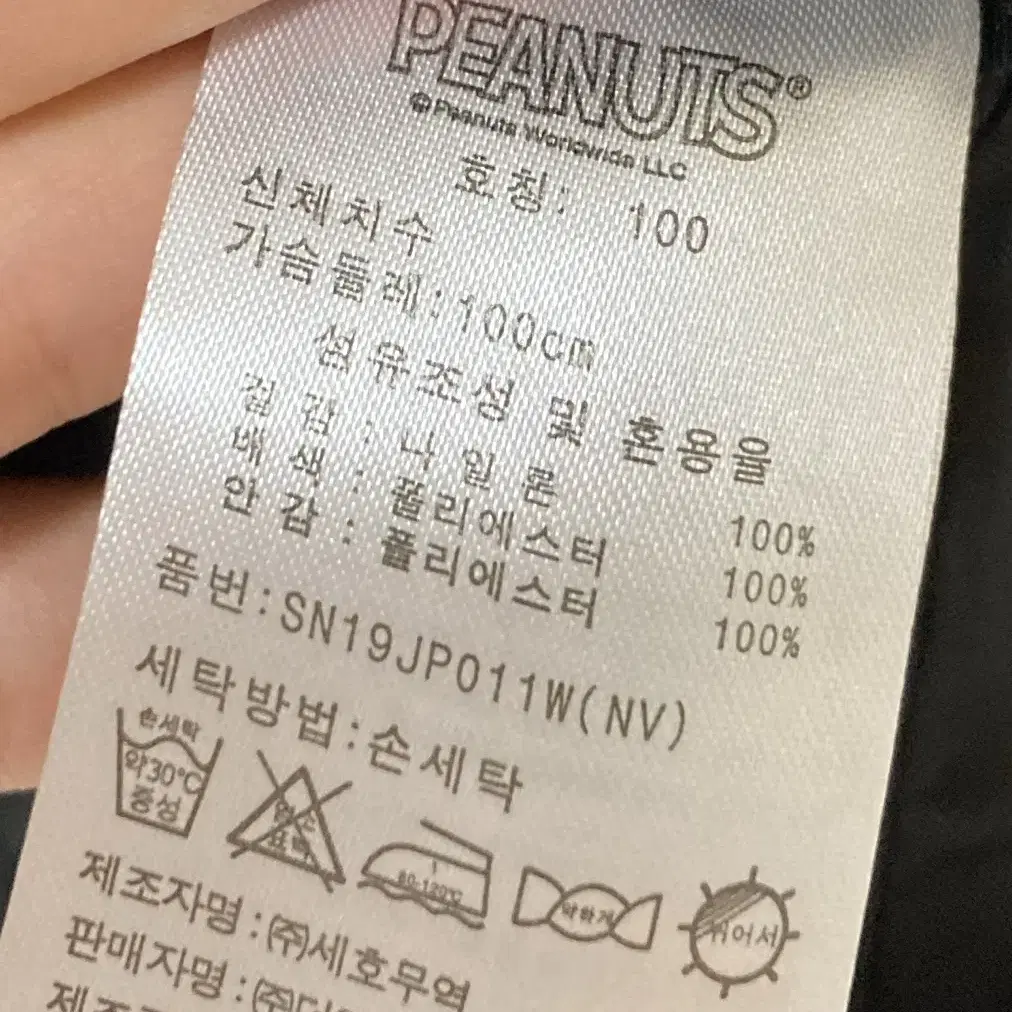 PEANUTS®
©Peanuts Worldwide LLC
호칭: 100
신체치수
가슴둘레:100cm
섬유조성 및 혼용율
겉감:나일론 100%
배색:폴리에스터 100%
안감:폴리에스터 100%
품번:SN19JP011W(NV)
세탁방법:손세탁
손세탁
약30℃
중성
염소
표백
80-120℃
약하게
뉘어서
제조자명:㈜세호무역
판매자명:㈜